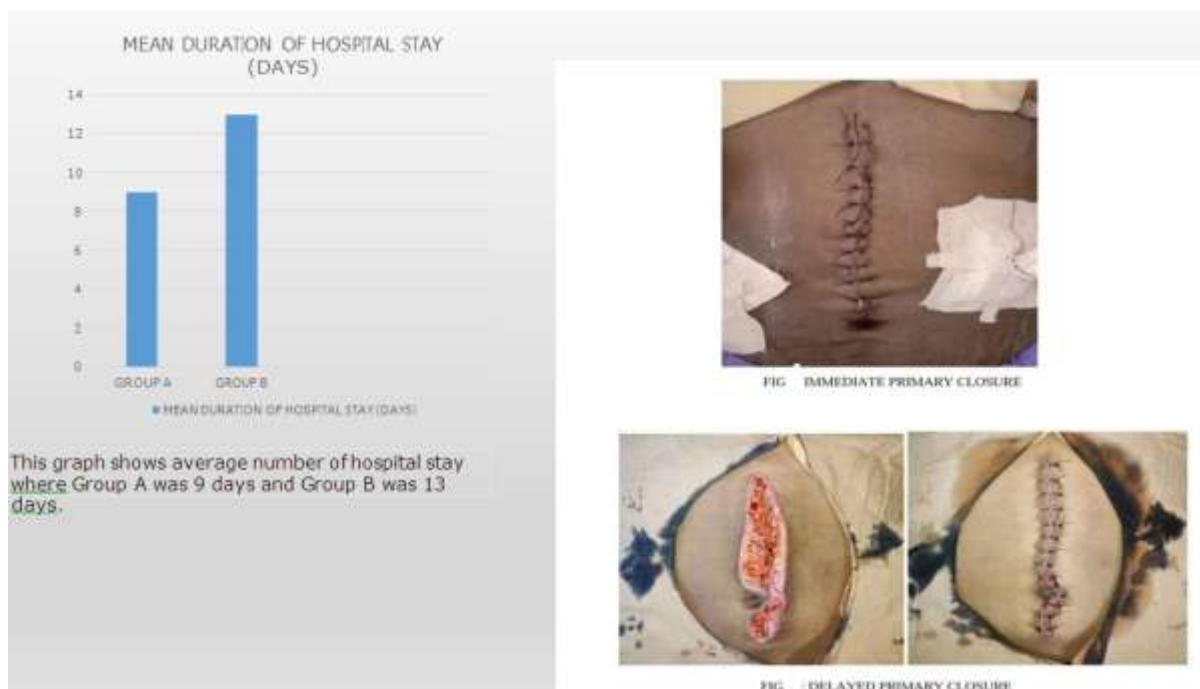 MEAN DURATION OF HOSPITAL STAY
(DAYS)
14
12
10
8
6
4
2
0
GROUP A GROUP B
MEAN DURATION OF HOSPITAL STAY (DAYS)
This graph shows average number of hospital stay
where Group A was 9 days and Group B was 13
days.
FIG IMMEDIATE PRIMARY CLOSURE
FIG : DELAYED PRIMARY CLOSURE